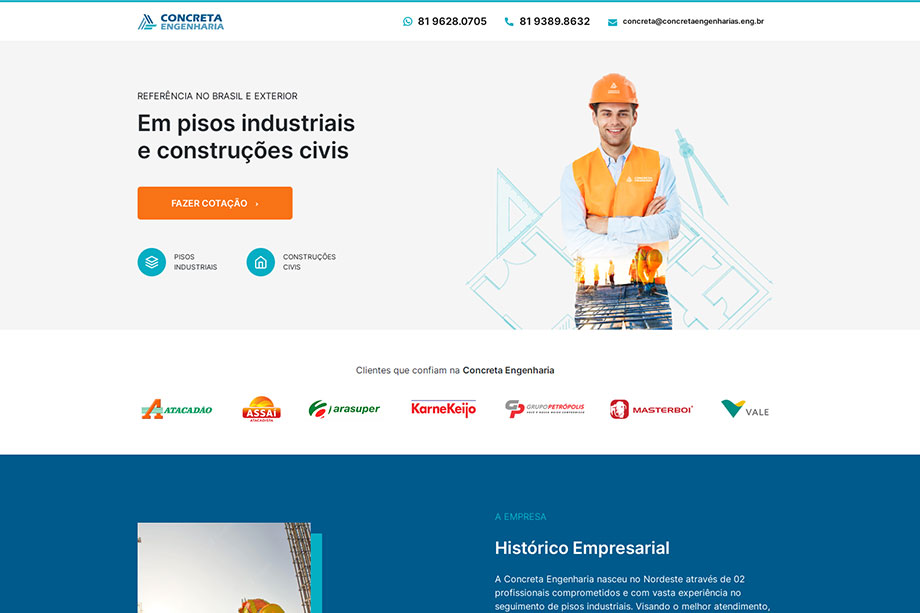 CONCRETA
ENGENHARIA
81 9628.0705
81 9389.8632
concreta@concretaengenharias.eng.br
REFERÊNCIA NO BRASIL E EXTERIOR
Em pisos industriais
e construções civis
FAZER COTAÇÃO ›
PISOS
INDUSTRIAIS
CONSTRUÇÕES
CIVIS
CONCRETA
ENGENHARIA
Clientes que confiam na Concreta Engenharia
ATACADÃO
ASSAÍ
ATACADISTA
jarasuper
KarneKeijo
GRUPOPETRÓPOLIS
MASTERBOI
VALE
A EMPRESA
Histórico Empresarial
A Concreta Engenharia nasceu no Nordeste através de 02
profissionais comprometidos e com vasta experiência no
seguimento de pisos industriais. Visando o melhor atendimento,